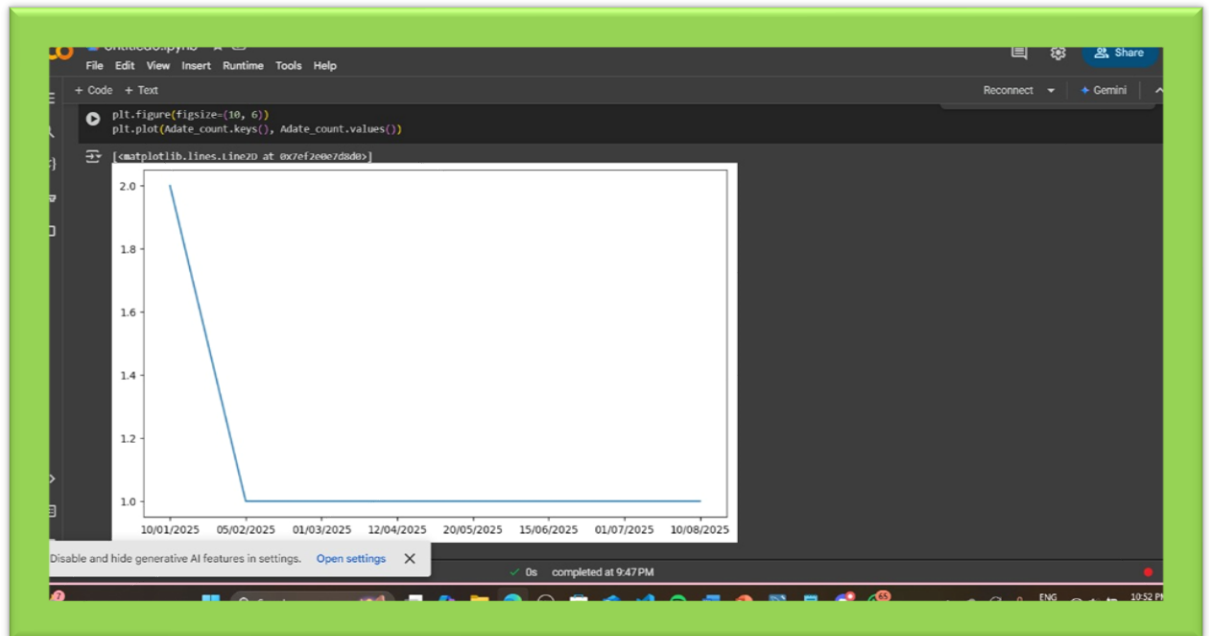 File Edit View Insert Runtime Tools Help
Share
+ Code + Text
Reconnect
Gemini
plt.figure(figsize=(10, 6))
plt.plot(Adate_count.keys(), Adate_count.values())
[<matplotlib.lines.Line2D at 0x7ef2e0e7d8d0>]
2.0
1.8
1.6
1.4
1.2
1.0
10/01/2025 05/02/2025 01/03/2025 12/04/2025 20/05/2025 15/06/2025 01/07/2025 10/08/2025
Disable and hide generative AI features in settings. Open settings
0s completed at 9:47 PM
65
ENG
10:52 PM